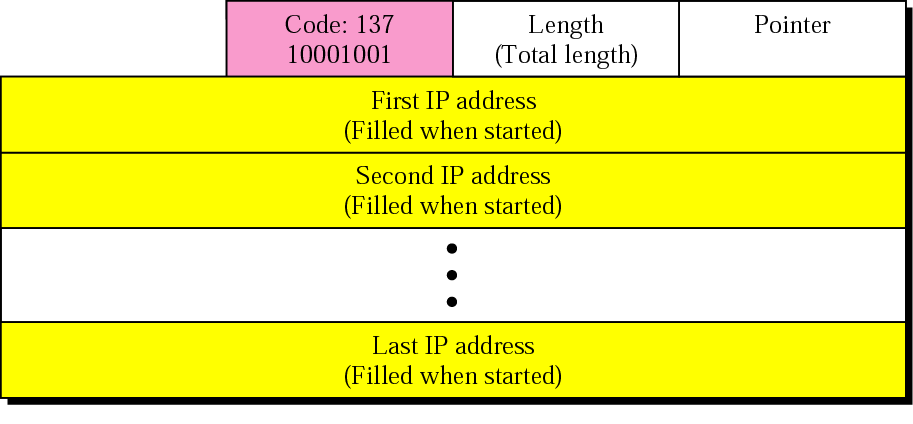 Code: 137
10001001
Length
(Total length)
Pointer
First IP address
(Filled when started)
Second IP address
(Filled when started)
Last IP address
(Filled when started)